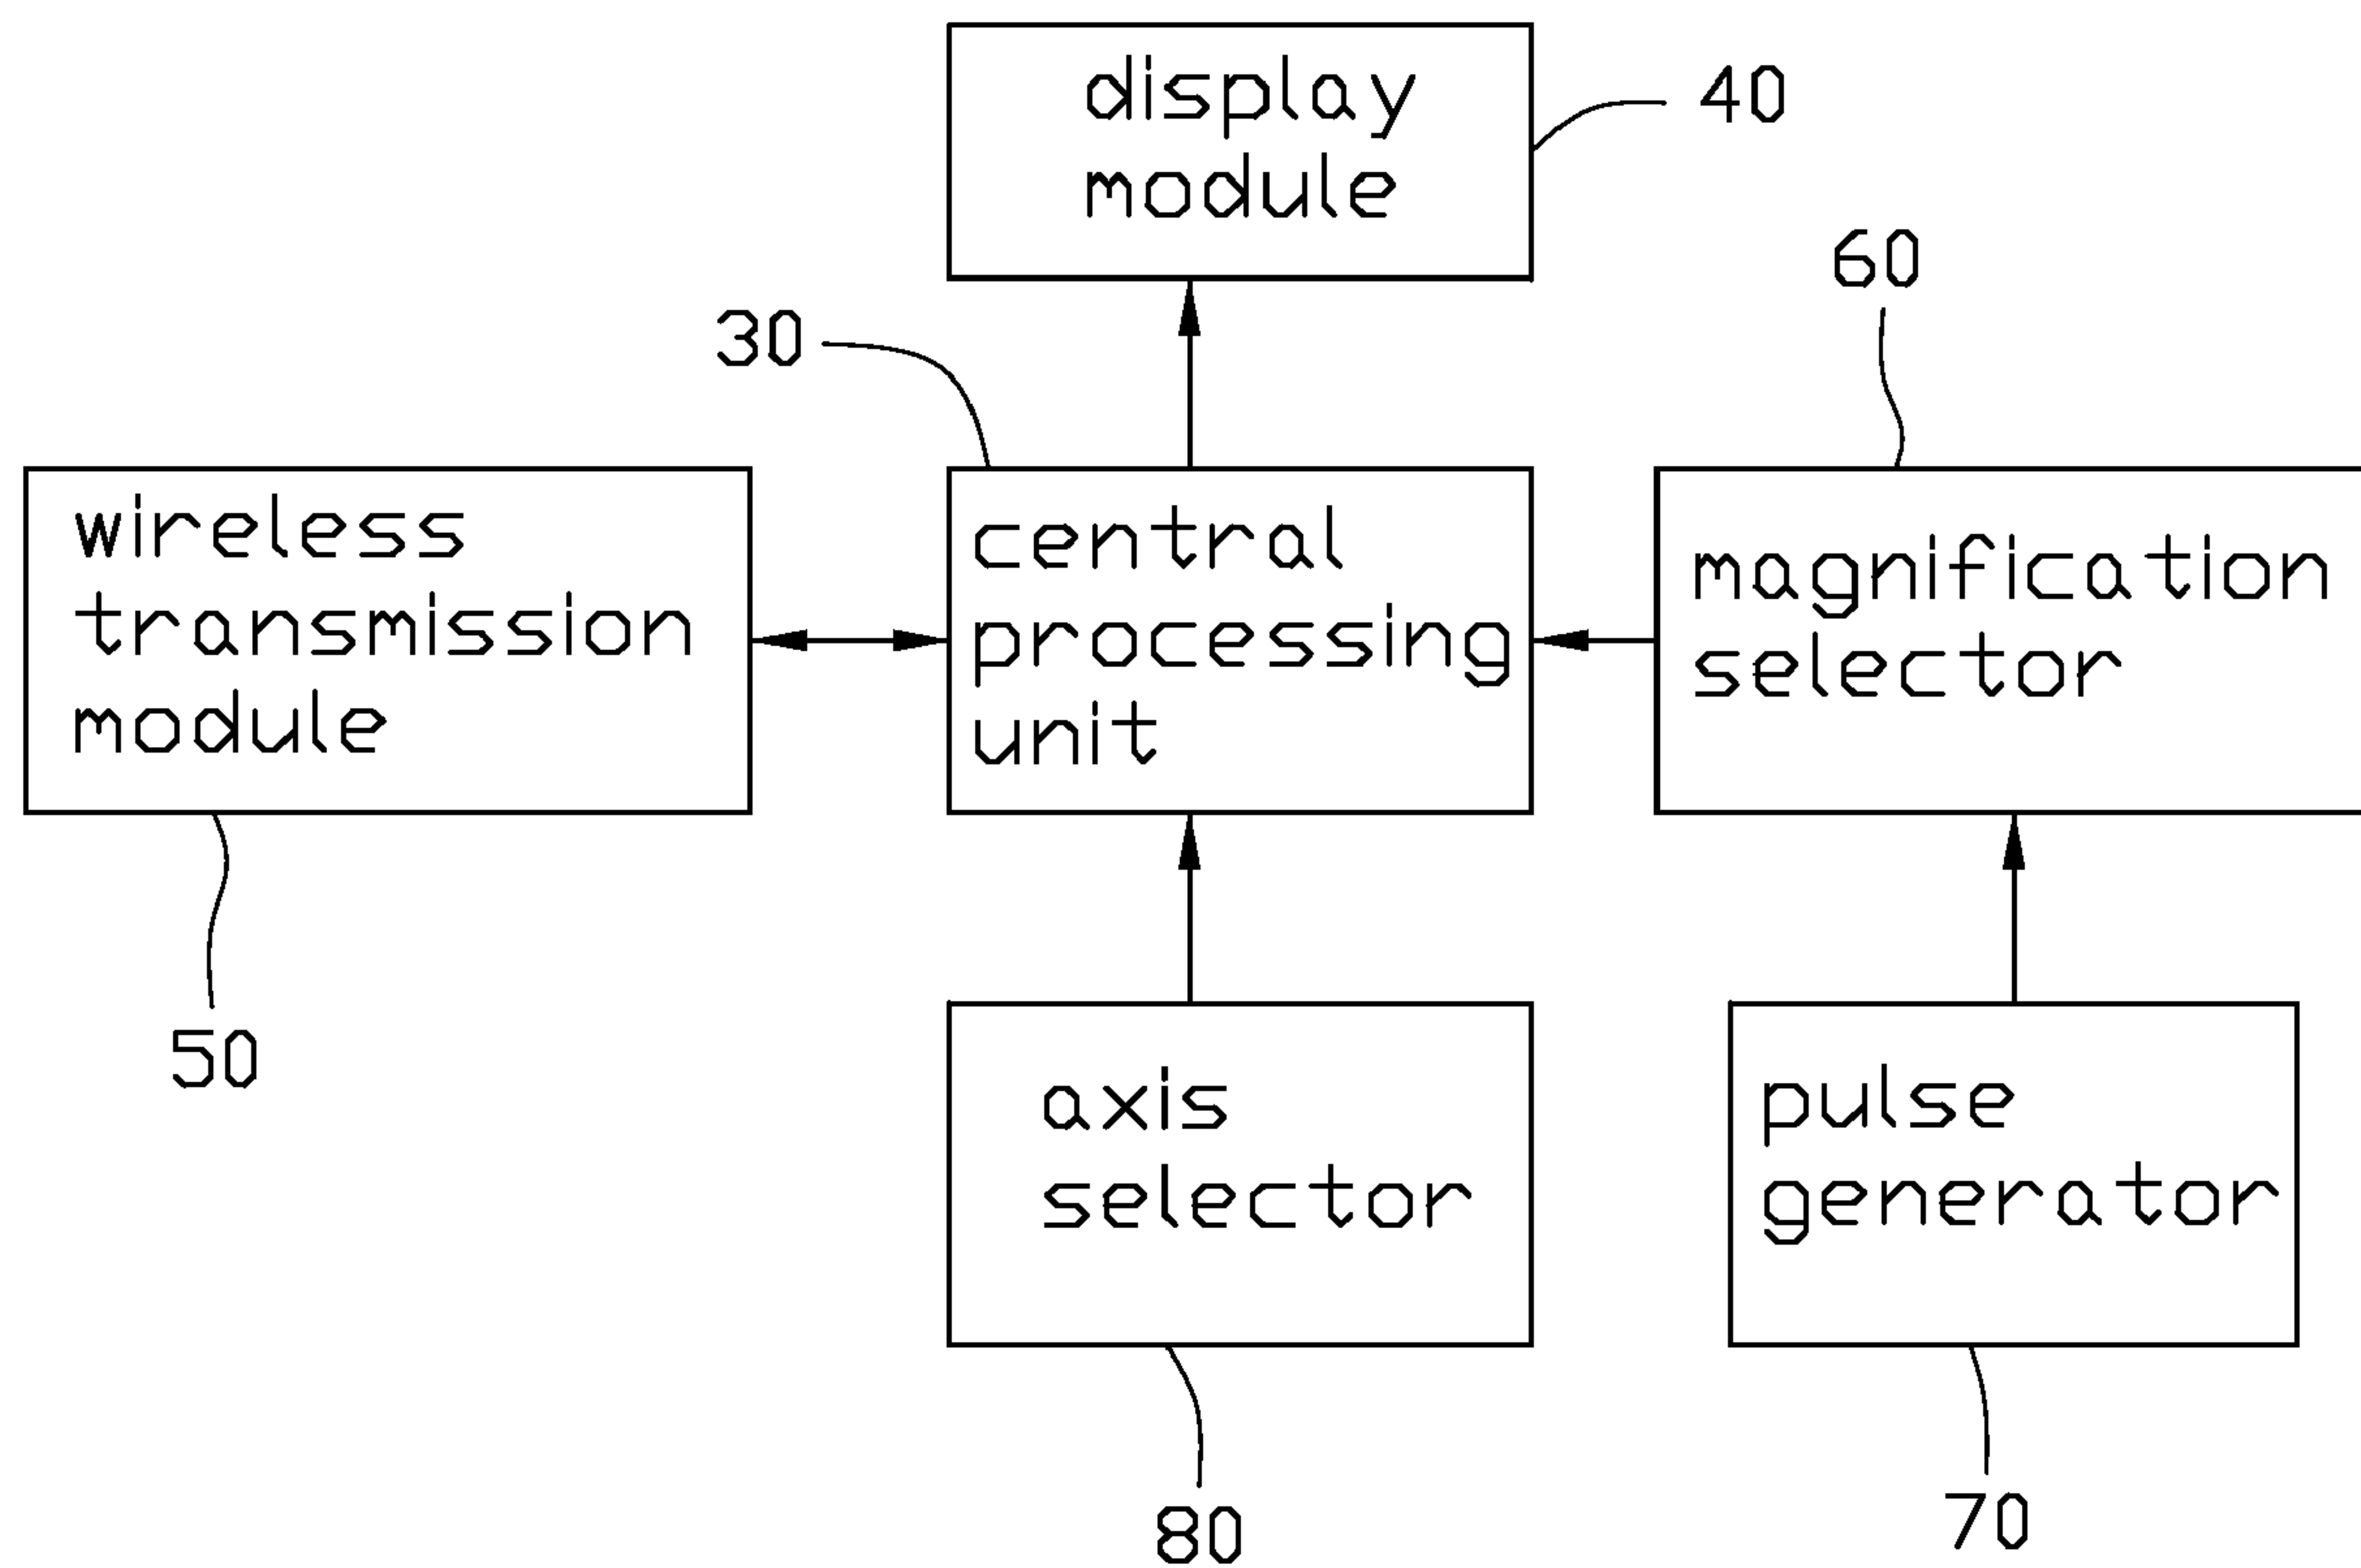 display
module
40
60
30
wireless
transmission
module
central
processing
unit
magnification
selector
50
axis
selector
pulse
generator
80
70